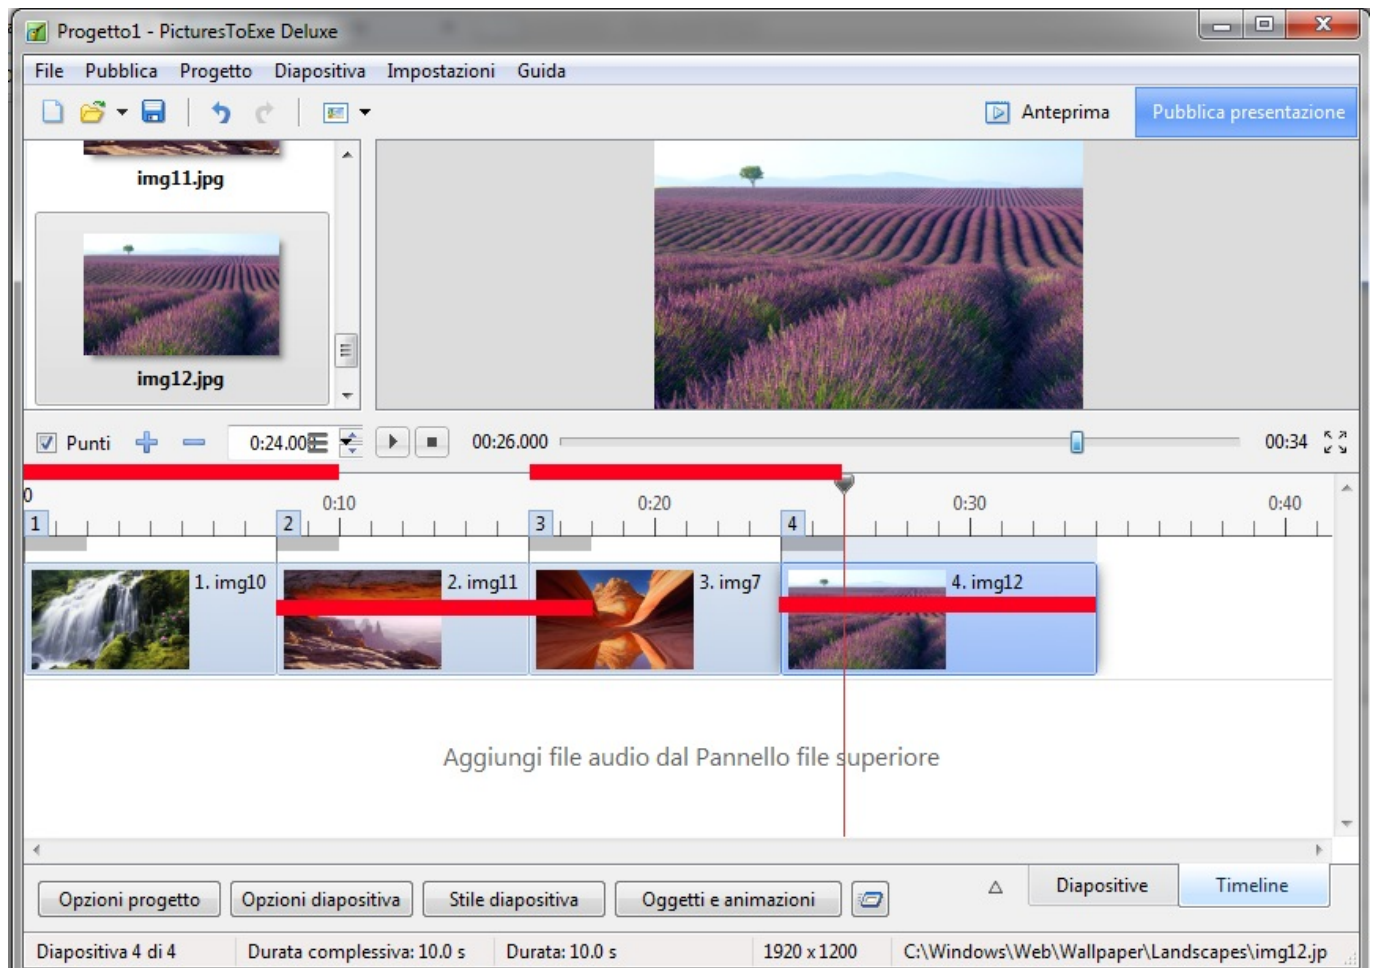 Progetto1 - PicturesToExe Deluxe
File Pubblica Progetto Diapositiva Impostazioni Guida
Anteprima Pubblica presentazione
img11.jpg
img12.jpg
Punti 0:24.00 00:26.000 00:34
0 0:10 0:20 0:30 0:40
1 2 3 4
1. img10 2. img11 3. img7 4. img12
Aggiungi file audio dal Pannello file superiore
Diapositive Timeline
Opzioni progetto Opzioni diapositiva Stile diapositiva Oggetti e animazioni
Diapositiva 4 di 4 Durata complessiva: 10.0 s Durata: 10.0 s 1920 x 1200 C:\Windows\Web\Wallpaper\Landscapes\img12.jp